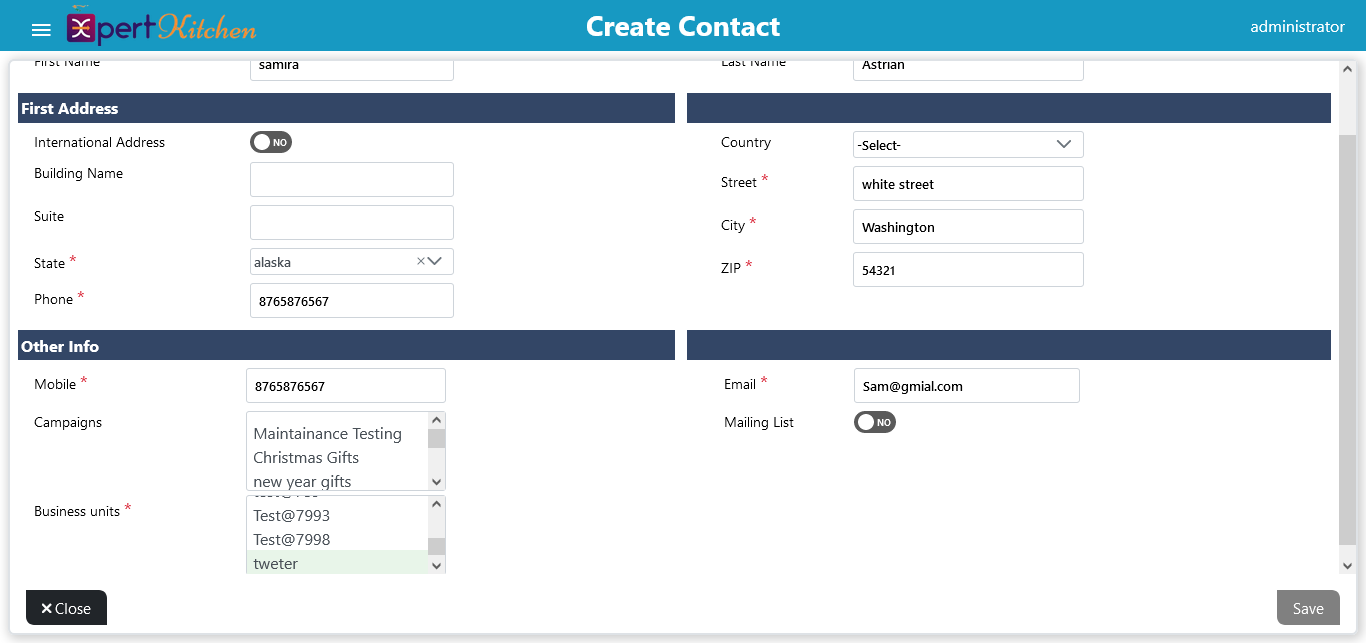 Xpert Kitchen
Create Contact
administrator
First Name
samira
Last Name
Astrian
First Address
International Address
NO
Country
-Select-
Building Name
Street *
white street
Suite
City *
Washington
State *
alaska
×
ZIP *
54321
Phone *
8765876567
Other Info
Mobile *
8765876567
Email *
Sam@gmial.com
Campaigns
Maintainance Testing
Christmas Gifts
new year gifts
Mailing List
NO
Business units *
Test@7993
Test@7998
tweter
× Close
Save